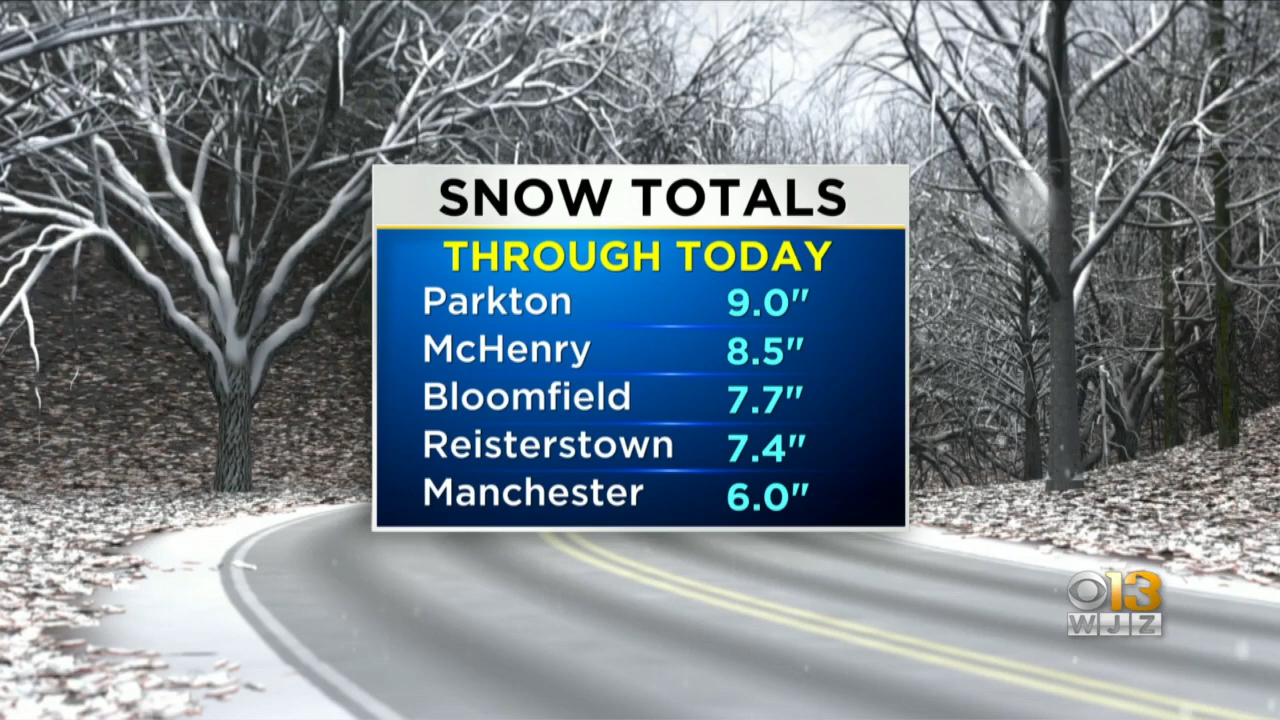 SNOW TOTALS
THROUGH TODAY
Parkton 9.0"
McHenry 8.5"
Bloomfield 7.7"
Reisterstown 7.4"
Manchester 6.0"
13
WJZ